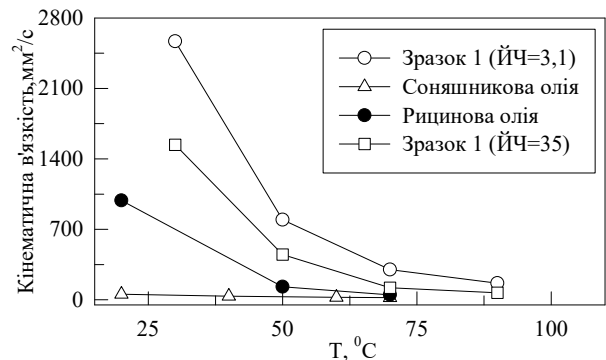 Кінематична в'язкість,мм²/с
2800
2100
1400
700
0
Зразок 1 (ЙЧ=3,1)
Соняшникова олія
Рицинова олія
Зразок 1 (ЙЧ=35)
25 50 75 100
T, ⁰C